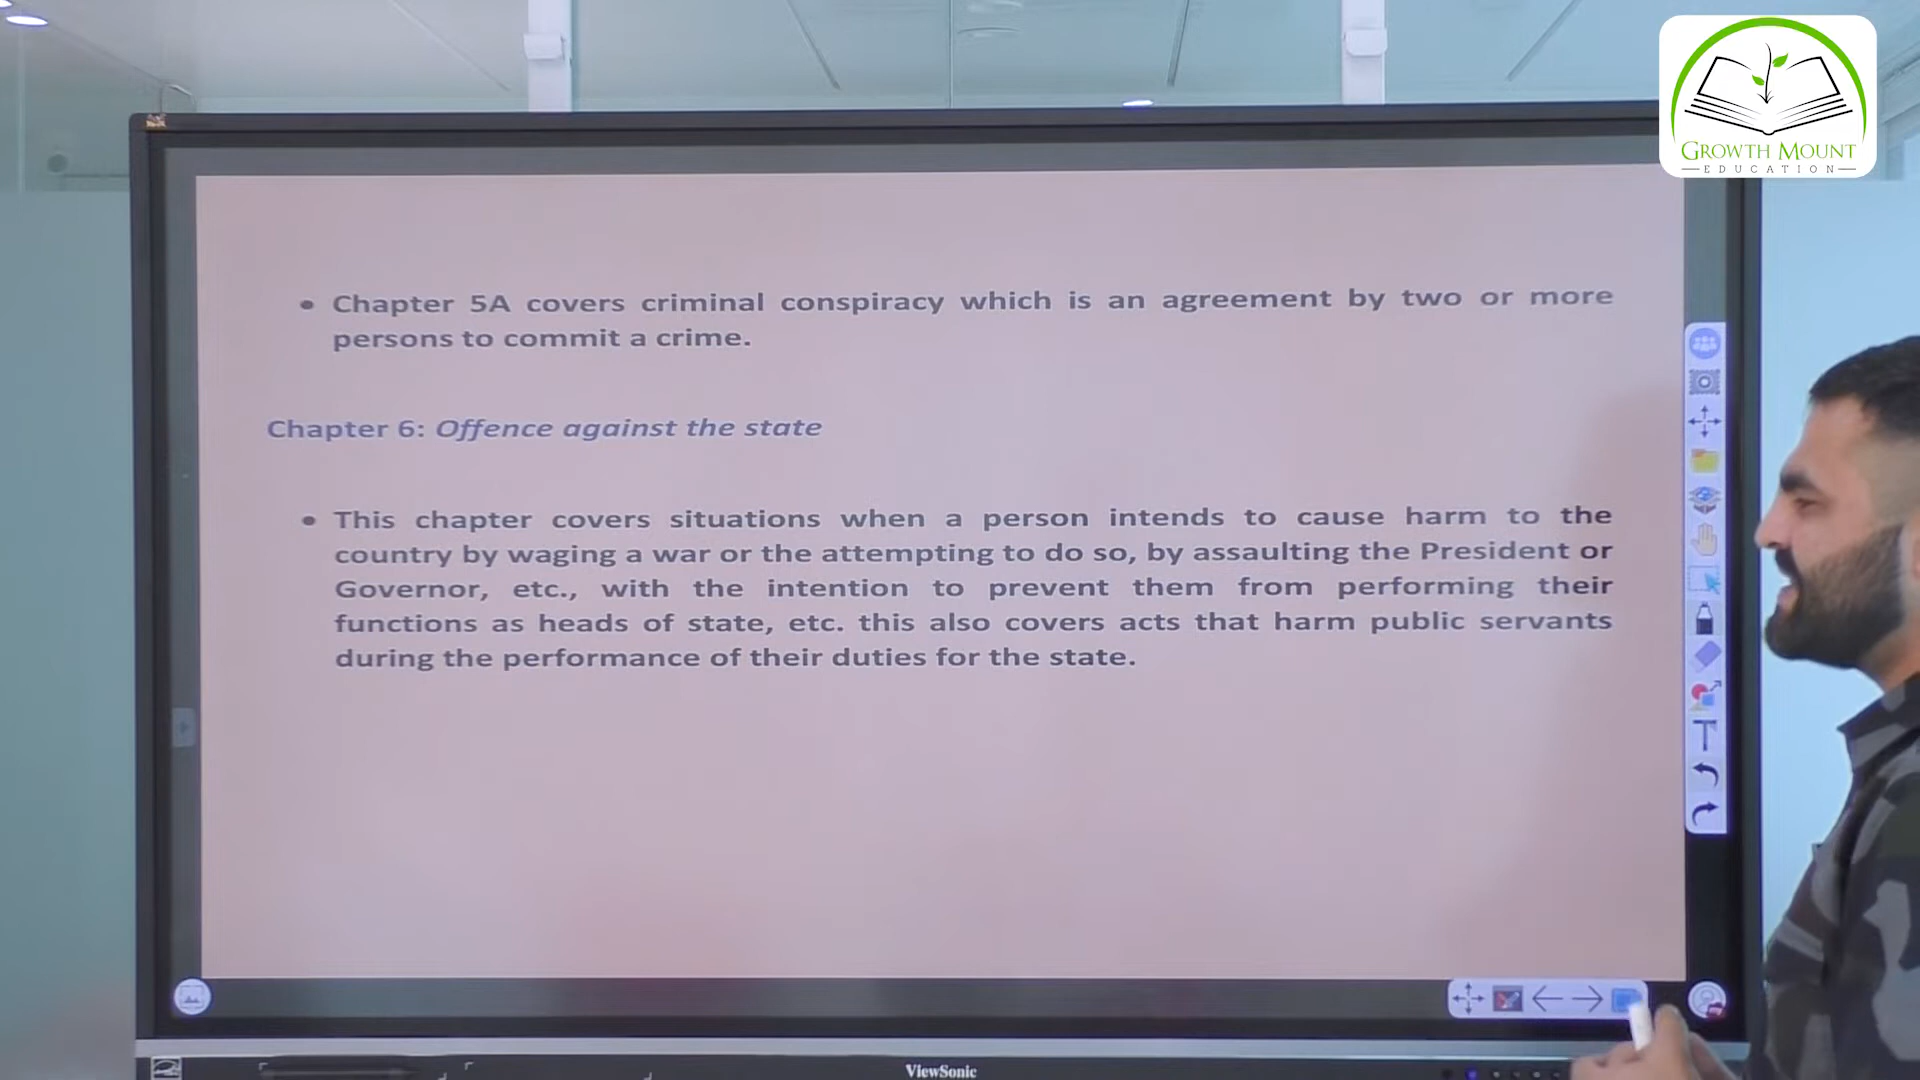 GROWTH MOUNT
EDUCATION
• Chapter 5A covers criminal conspiracy which is an agreement by two or more
persons to commit a crime.
Chapter 6: Offence against the state
• This chapter covers situations when a person intends to cause harm to the
country by waging a war or the attempting to do so, by assaulting the President or
Governor, etc., with the intention to prevent them from performing their
functions as heads of state, etc. this also covers acts that harm public servants
during the performance of their duties for the state.
T
ViewSonic